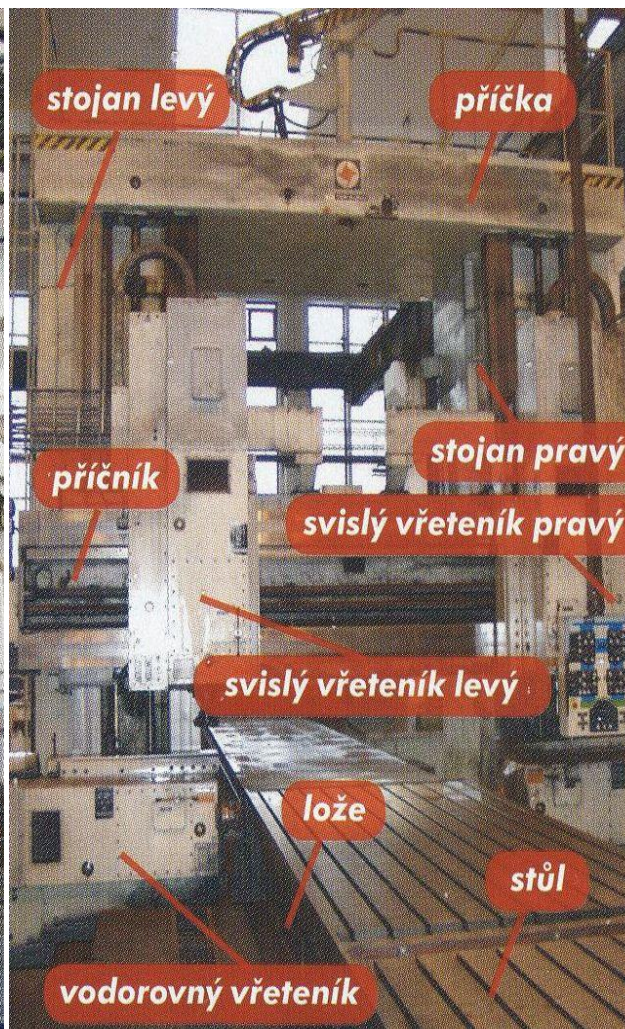 stojan levý
příčka
stojan pravý
příčník
svislý vřeteník pravý
svislý vřeteník levý
lože
stůl
vodorovný vřeteník